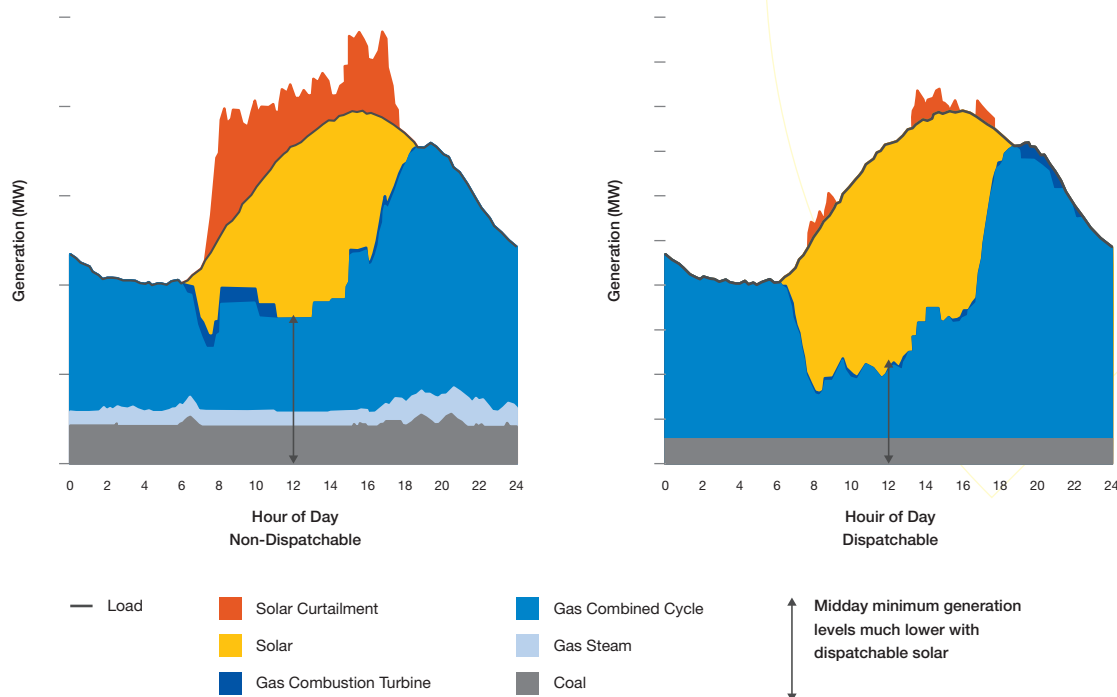 Generation (MW)
0 2 4 6 8 10 12 14 16 18 20 22 24
Hour of Day
Non-Dispatchable
Generation (MW)
0 2 4 6 8 10 12 14 16 18 20 22 24
Houir of Day
Dispatchable
Load
Solar Curtailment
Solar
Gas Combustion Turbine
Gas Combined Cycle
Gas Steam
Coal
Midday minimum generation
levels much lower with
dispatchable solar